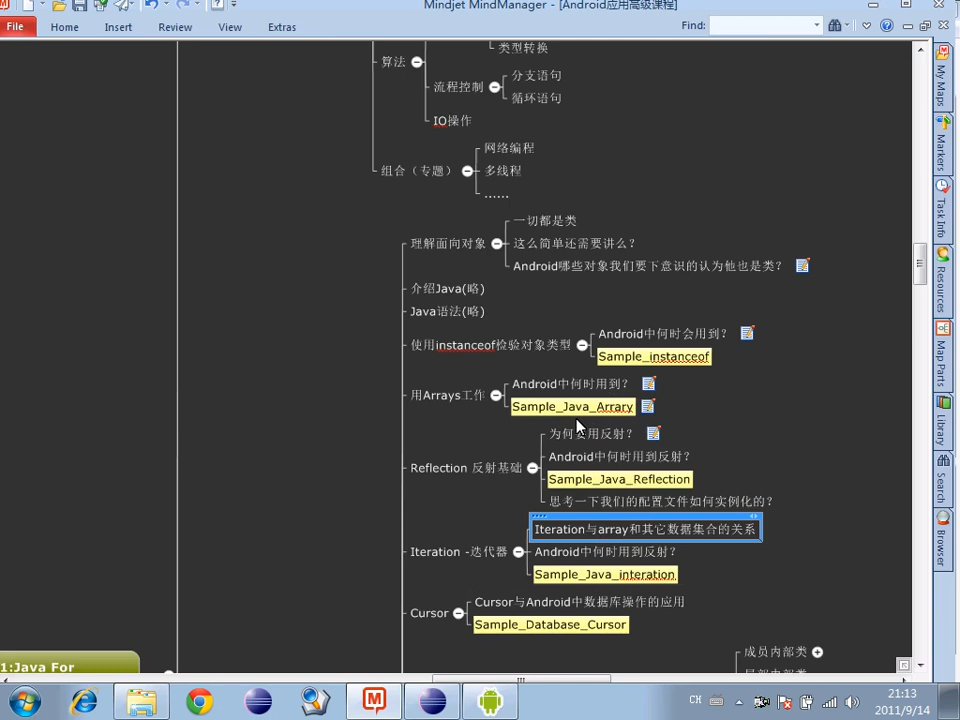 Mindjet MindManager - [Android应用高级课程]
File Home Insert Review View Extras Find:
类型转换
算法
分支语句
流程控制
循环语句
IO操作
网络编程
组合（专题） 多线程
......
一切都是类
理解面向对象 这么简单还需要讲么？
Android哪些对象我们要下意识的认为他也是类？
介绍Java(略)
Java语法(略)
Android中何时会用到？
使用instanceof检验对象类型
Sample_instanceof
Android中何时用到？
用Arrays工作
Sample_Java_Arrary
为何要用反射？
Android中何时用到反射？
Reflection 反射基础
Sample_Java_Reflection
思考一下我们的配置文件如何实例化的？
Iteration与array和其它数据集合的关系
Iteration -迭代器 Android中何时用到反射？
Sample_Java_interation
Cursor与Android中数据库操作的应用
Cursor
Sample_Database_Cursor
成员内部类
1:Java For
My Maps
Markers
Task Info
Resources
Map Parts
Library
Search
Browser
CH
21:13
2011/9/14